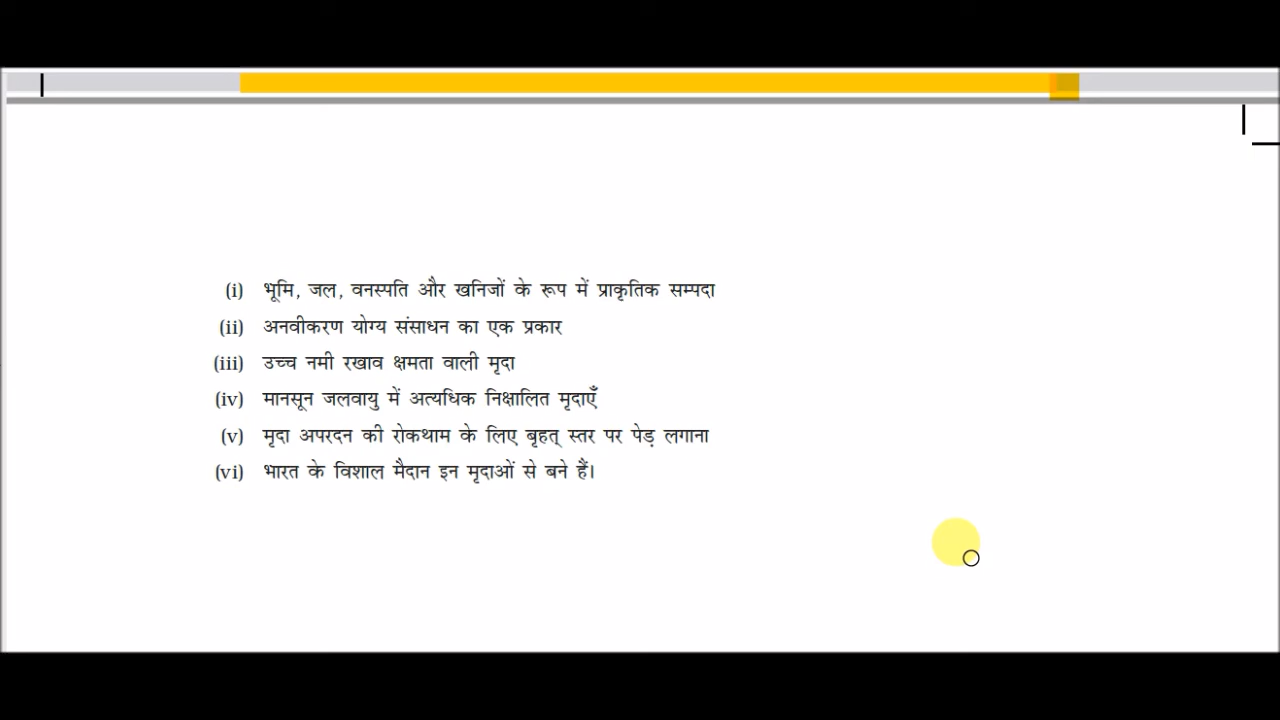 (i) भूमि, जल, वनस्पति और खनिजों के रूप में प्राकृतिक सम्पदा
(ii) अनवीकरण योग्य संसाधन का एक प्रकार
(iii) उच्च नमी रखाव क्षमता वाली मृदा
(iv) मानसून जलवायु में अत्यधिक निक्षालित मृदाएँ
(v) मृदा अपरदन की रोकथाम के लिए बृहत् स्तर पर पेड़ लगाना
(vi) भारत के विशाल मैदान इन मृदाओं से बने हैं।